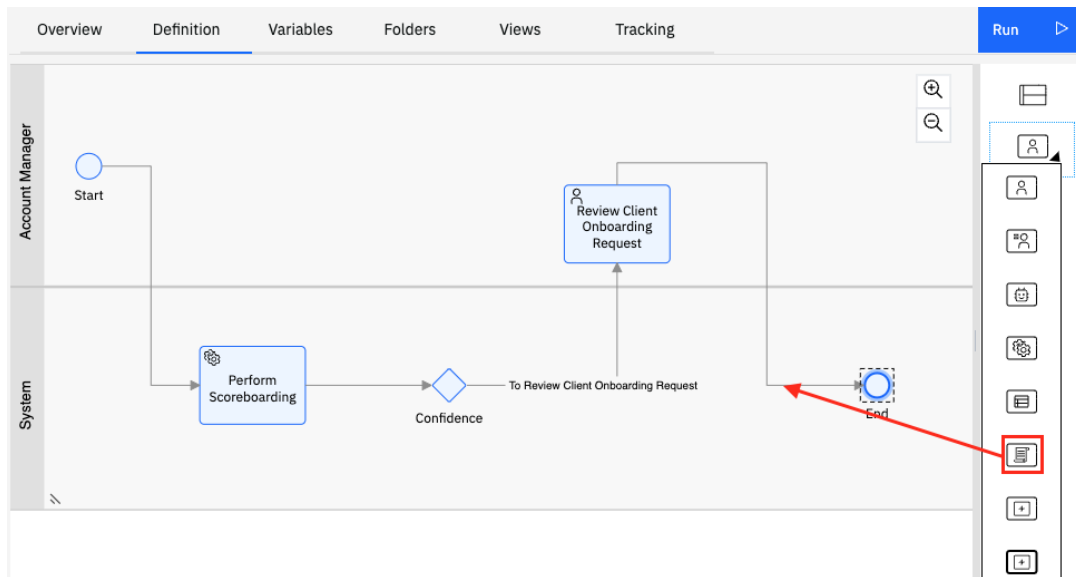 Overview Definition Variables Folders Views Tracking Run
Account Manager
Start
Review Client
Onboarding
Request
System
Perform
Scoreboarding
Confidence
To Review Client Onboarding Request
End